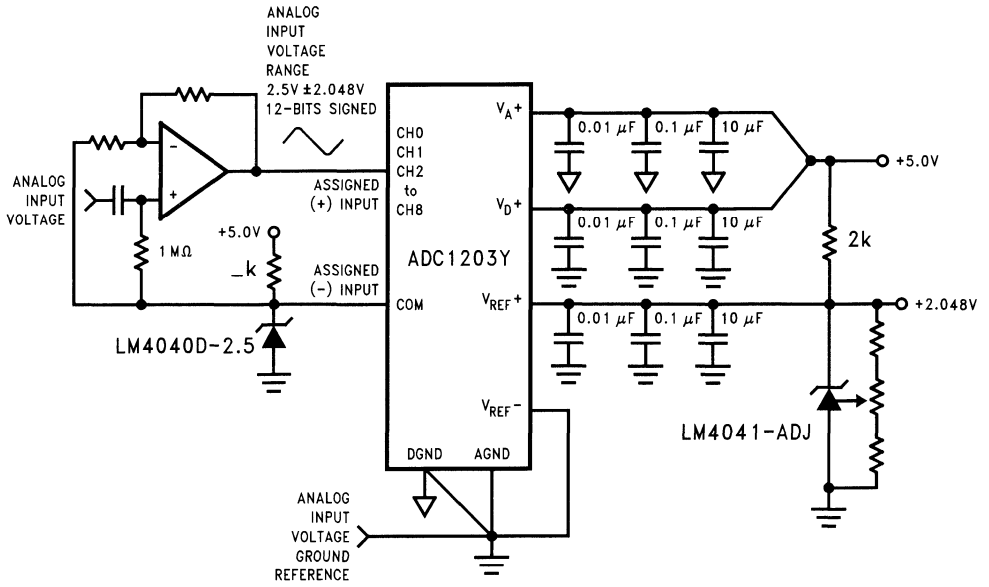 ANALOG
INPUT
VOLTAGE
RANGE
2.5V ±2.048V
12-BITS SIGNED
ANALOG
INPUT
VOLTAGE
-
+
1 MΩ
+5.0V
_k
LM4040D-2.5
ASSIGNED
(+) INPUT
ASSIGNED
(-) INPUT
CH0
CH1
CH2
to
CH8
COM
ADC1203Y
VA+
VD+
VREF+
VREF-
DGND
AGND
0.01 µF
0.1 µF
10 µF
0.01 µF
0.1 µF
10 µF
0.01 µF
0.1 µF
10 µF
+5.0V
2k
+2.048V
LM4041-ADJ
ANALOG
INPUT
VOLTAGE
GROUND
REFERENCE